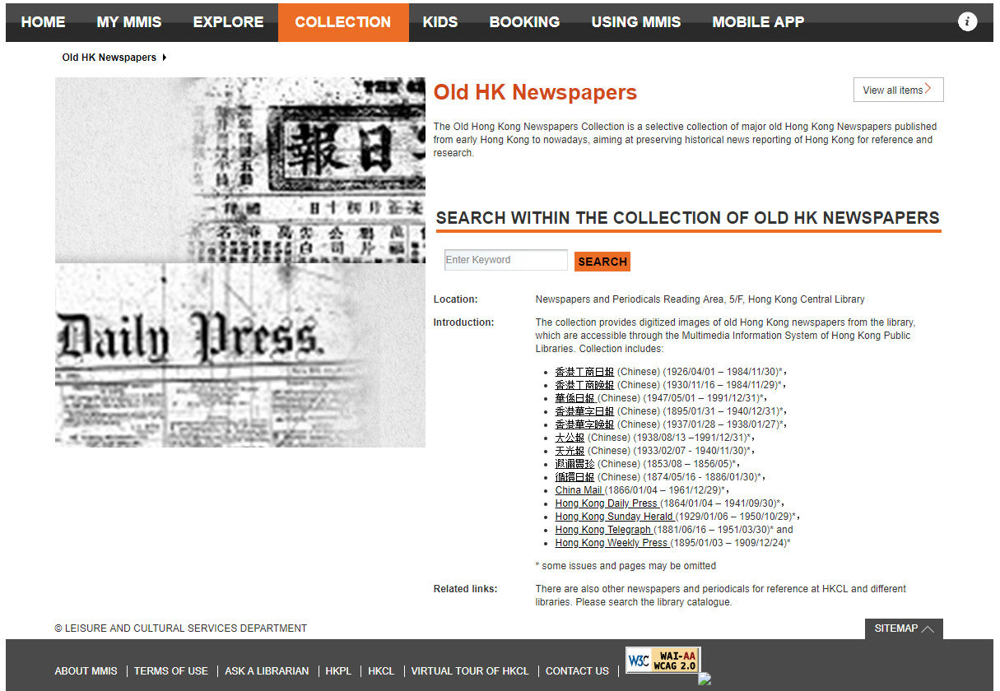 HOME MY MMIS EXPLORE COLLECTION KIDS BOOKING USING MMIS MOBILE APP i
Old HK Newspapers
報日
日十初月
Daily Press.
Old HK Newspapers
View all items
The Old Hong Kong Newspapers Collection is a selective collection of major old Hong Kong Newspapers published
from early Hong Kong to nowadays, aiming at preserving historical news reporting of Hong Kong for reference and
research.
SEARCH WITHIN THE COLLECTION OF OLD HK NEWSPAPERS
Enter Keyword SEARCH
Location: Newspapers and Periodicals Reading Area, 5/F, Hong Kong Central Library
Introduction: The collection provides digitized images of old Hong Kong newspapers from the library,
which are accessible through the Multimedia Information System of Hong Kong Public
Libraries. Collection includes:
香港工商日報 (Chinese) (1926/04/01 – 1984/11/30)*,
香港工商晚報 (Chinese) (1930/11/16 – 1984/11/29)*,
華僑日報 (Chinese) (1947/05/01 – 1991/12/31)*,
香港華字日報 (Chinese) (1895/01/31 – 1940/12/31)*,
香港華字晚報 (Chinese) (1937/01/28 – 1938/01/27)*,
大公報 (Chinese) (1938/08/13 –1991/12/31)*,
天光報 (Chinese) (1933/02/07 - 1940/11/30)*,
遐邇貫珍 (Chinese) (1853/08 – 1856/05)*,
循環日報 (Chinese) (1874/05/16 - 1886/01/30)*,
China Mail (1866/01/04 – 1961/12/29)*,
Hong Kong Daily Press (1864/01/04 – 1941/09/30)*,
Hong Kong Sunday Herald (1929/01/06 – 1950/10/29)*,
Hong Kong Telegraph (1881/06/16 – 1951/03/30)* and
Hong Kong Weekly Press (1895/01/03 – 1909/12/24)*
* some issues and pages may be omitted
Related links: There are also other newspapers and periodicals for reference at HKCL and different
libraries. Please search the library catalogue.
© LEISURE AND CULTURAL SERVICES DEPARTMENT
SITEMAP
ABOUT MMIS TERMS OF USE ASK A LIBRARIAN HKPL HKCL VIRTUAL TOUR OF HKCL CONTACT US W3C WAI-AA WCAG 2.0